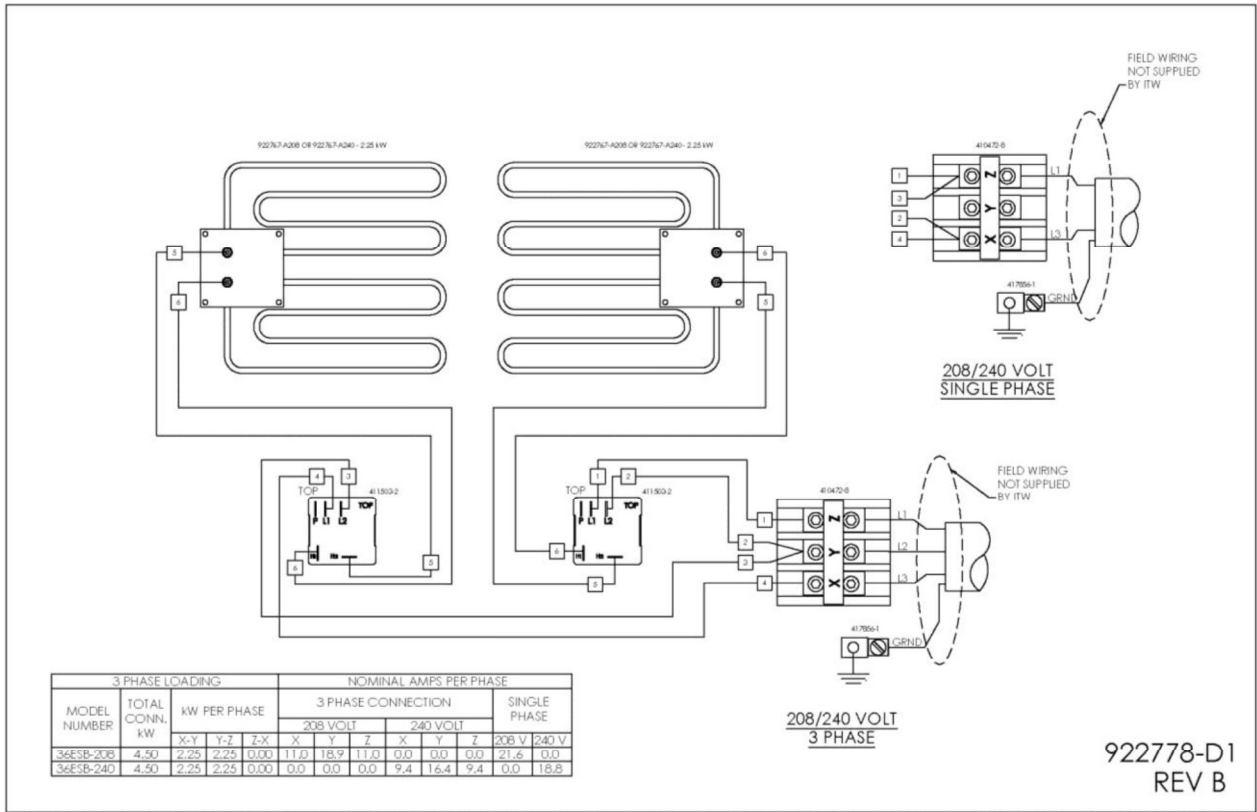 FIELD WIRING
NOT SUPPLIED
BY ITW
922767-A208 OR 922767-A240 - 2.25 kW
922767-A208 OR 922767-A240 - 2.25 kW
410472-8
1
3
2
4
Z
Y
X
L1
L3
417856-1
GRND
208/240 VOLT
SINGLE PHASE
5
6
6
5
4
3
TOP
411503-2
P L1 L2 TOP
H1 H2
6
5
1
2
TOP
411503-2
P L1 L2 TOP
H1 H2
6
5
FIELD WIRING
NOT SUPPLIED
BY ITW
410472-8
1
2
3
4
Z
Y
X
L1
L2
L3
417856-1
GRND
208/240 VOLT
3 PHASE
3 PHASE LOADING NOMINAL AMPS PER PHASE
MODEL NUMBER TOTAL CONN. kW kW PER PHASE 3 PHASE CONNECTION SINGLE PHASE
208 VOLT 240 VOLT
X-Y Y-Z Z-X X Y Z X Y Z 208 V 240 V
36ESB-208 4.50 2.25 2.25 0.00 11.0 18.9 11.0 0.0 0.0 0.0 21.6 0.0
36ESB-240 4.50 2.25 2.25 0.00 0.0 0.0 0.0 9.4 16.4 9.4 0.0 18.8
922778-D1
REV B